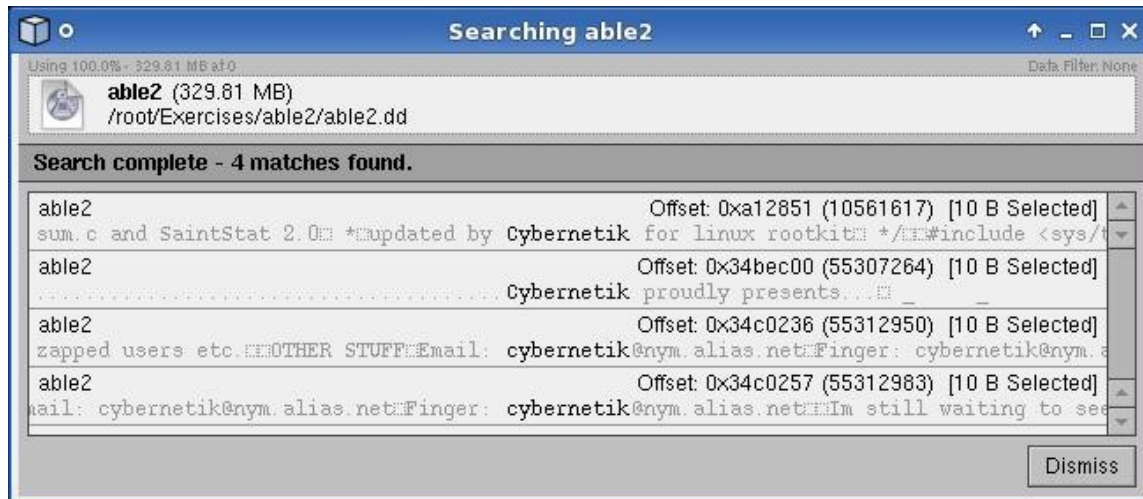 Searching able2
Using 100.0% - 329.81 MB at 0 Data Filter: None
able2 (329.81 MB)
/root/Exercises/able2/able2.dd
Search complete - 4 matches found.
able2 Offset: 0xa12851 (10561617) [10 B Selected]
sum.c and SaintStat 2.0 * updated by Cybernetik for linux rootkit */ #include <sys/t
able2 Offset: 0x34bec00 (55307264) [10 B Selected]
....................................Cybernetik proudly presents... _ _
able2 Offset: 0x34c0236 (55312950) [10 B Selected]
zapped users etc. OTHER STUFF Email: cybernetik@nym.alias.net Finger: cybernetik@nym.a
able2 Offset: 0x34c0257 (55312983) [10 B Selected]
mail: cybernetik@nym.alias.net Finger: cybernetik@nym.alias.net Im still waiting to see
Dismiss